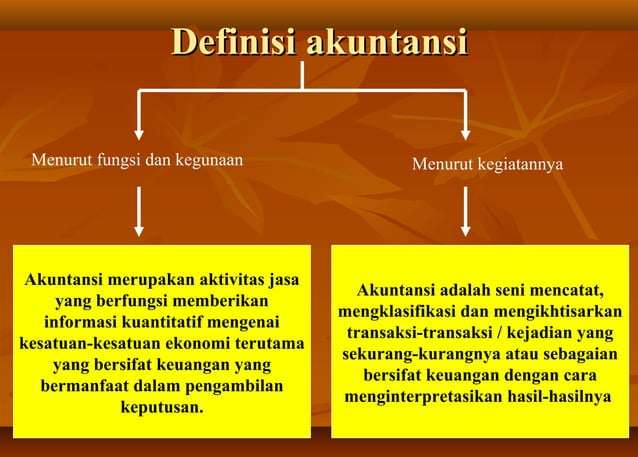 Definisi akuntansi
Menurut fungsi dan kegunaan
Menurut kegiatannya
Akuntansi merupakan aktivitas jasa
yang berfungsi memberikan
informasi kuantitatif mengenai
kesatuan-kesatuan ekonomi terutama
yang bersifat keuangan yang
bermanfaat dalam pengambilan
keputusan.
Akuntansi adalah seni mencatat,
mengklasifikasi dan mengikhtisarkan
transaksi-transaksi / kejadian yang
sekurang-kurangnya atau sebagaian
bersifat keuangan dengan cara
menginterpretasikan hasil-hasilnya